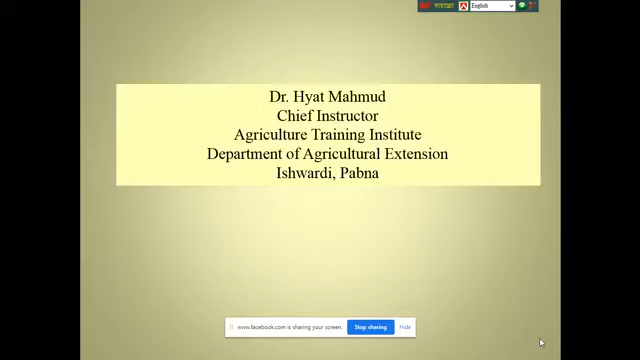 English
Dr. Hyat Mahmud
Chief Instructor
Agriculture Training Institute
Department of Agricultural Extension
Ishwardi, Pabna
www.facebook.com is sharing your screen.
Stop sharing
Hide